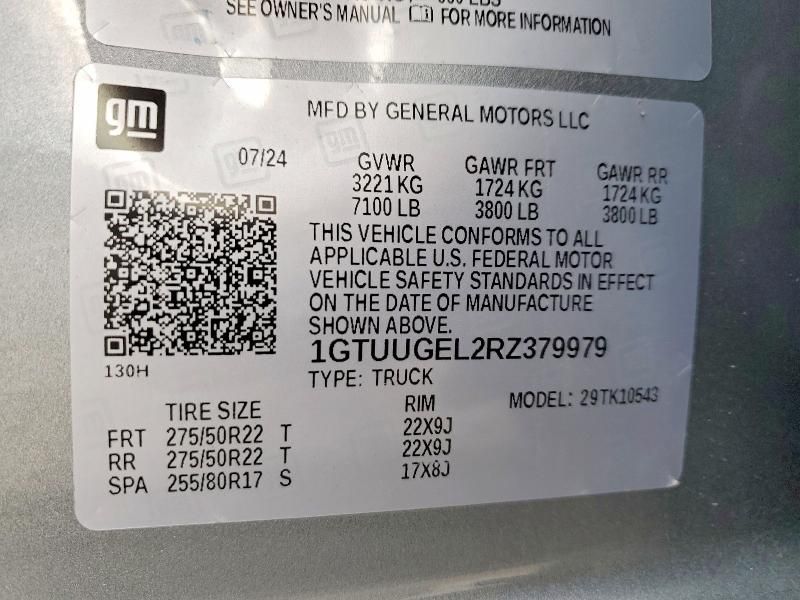 SEE OWNER'S MANUAL FOR MORE INFORMATION
gm
MFD BY GENERAL MOTORS LLC
07/24
GVWR GAWR FRT GAWR RR
3221 KG 1724 KG 1724 KG
7100 LB 3800 LB 3800 LB
THIS VEHICLE CONFORMS TO ALL
APPLICABLE U.S. FEDERAL MOTOR
VEHICLE SAFETY STANDARDS IN EFFECT
ON THE DATE OF MANUFACTURE
SHOWN ABOVE.
1GTUUGEL2RZ379979
130H
TYPE: TRUCK
MODEL: 29TK10543
TIRE SIZE RIM
FRT 275/50R22 T 22X9J
RR 275/50R22 T 22X9J
SPA 255/80R17 S 17X8J